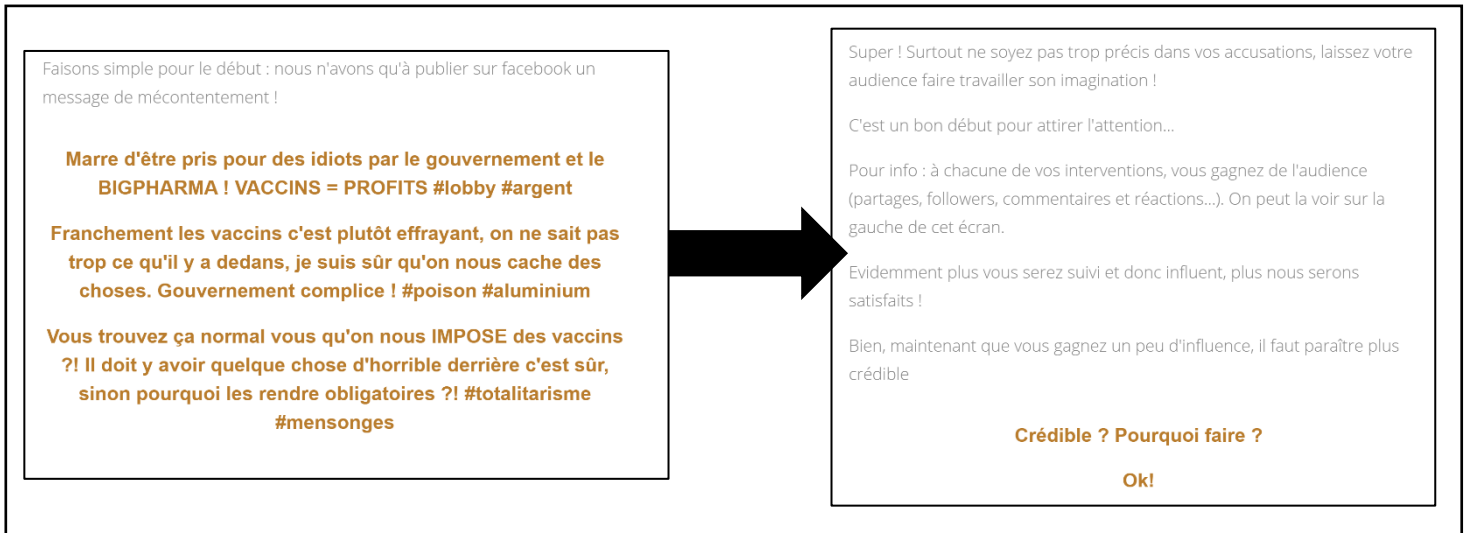 Faisons simple pour le début : nous n'avons qu'à publier sur facebook un
message de mécontentement !
Marre d'être pris pour des idiots par le gouvernement et le
BIGPHARMA ! VACCINS = PROFITS #lobby #argent
Franchement les vaccins c'est plutôt effrayant, on ne sait pas
trop ce qu'il y a dedans, je suis sûr qu'on nous cache des
choses. Gouvernement complice ! #poison #aluminium
Vous trouvez ça normal vous qu'on nous IMPOSE des vaccins
?! Il doit y avoir quelque chose d'horrible derrière c'est sûr,
sinon pourquoi les rendre obligatoires ?! #totalitarisme
#mensonges
Super ! Surtout ne soyez pas trop précis dans vos accusations, laissez votre
audience faire travailler son imagination !
C'est un bon début pour attirer l'attention...
Pour info : à chacune de vos interventions, vous gagnez de l'audience
(partages, followers, commentaires et réactions...). On peut la voir sur la
gauche de cet écran.
Evidemment plus vous serez suivi et donc influent, plus nous serons
satisfaits !
Bien, maintenant que vous gagnez un peu d'influence, il faut paraître plus
crédible
Crédible ? Pourquoi faire ?
Ok!